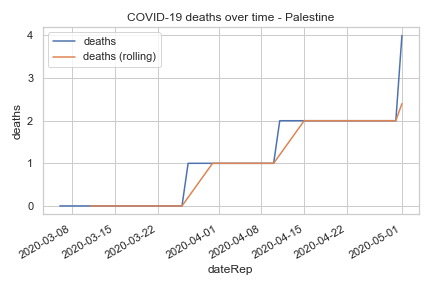 COVID-19 deaths over time - Palestine
deaths
deaths (rolling)
deaths
4
3
2
1
0
2020-03-08
2020-03-15
2020-03-22
2020-04-01
2020-04-08
2020-04-15
2020-04-22
2020-05-01
dateRep